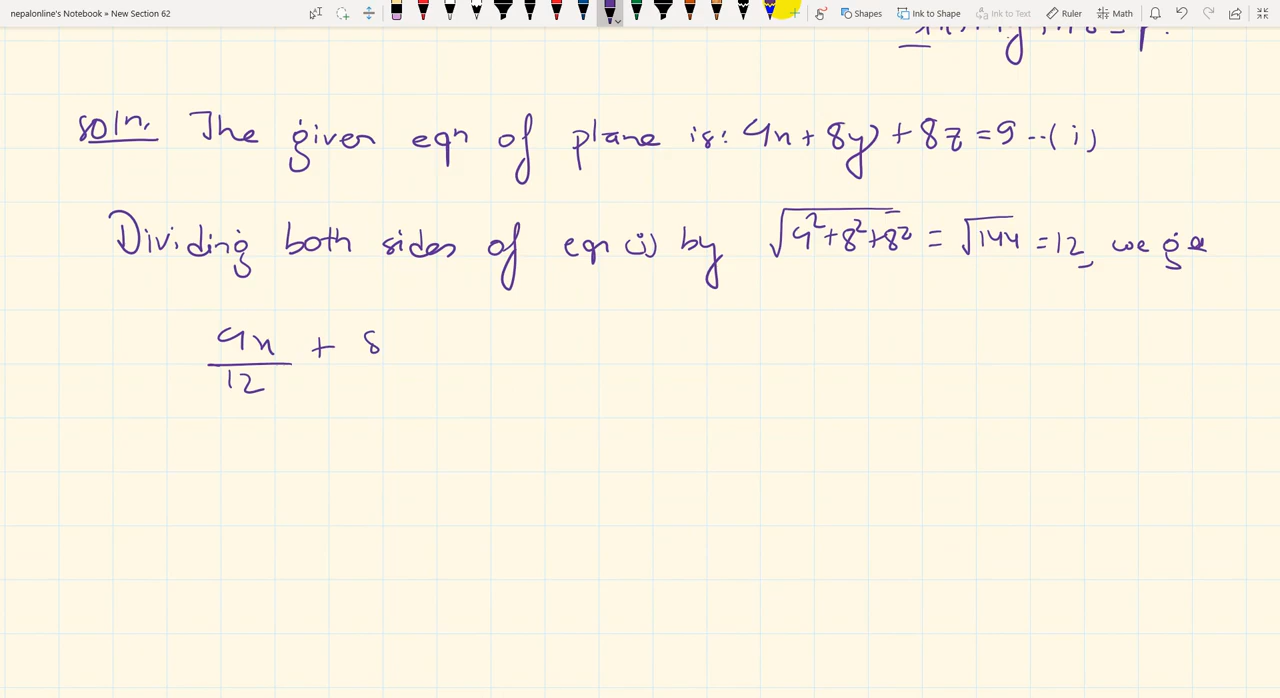 nepalonline's Notebook » New Section 62
Shapes Ink to Shape Ink to Text Ruler Math
soln. The given eqn of plane is: 4x + 8y + 8z = 9 --(i)
Dividing both sides of eqn (i) by √4²+8²+8² = √144 = 12, we ge
4x/12 + 8